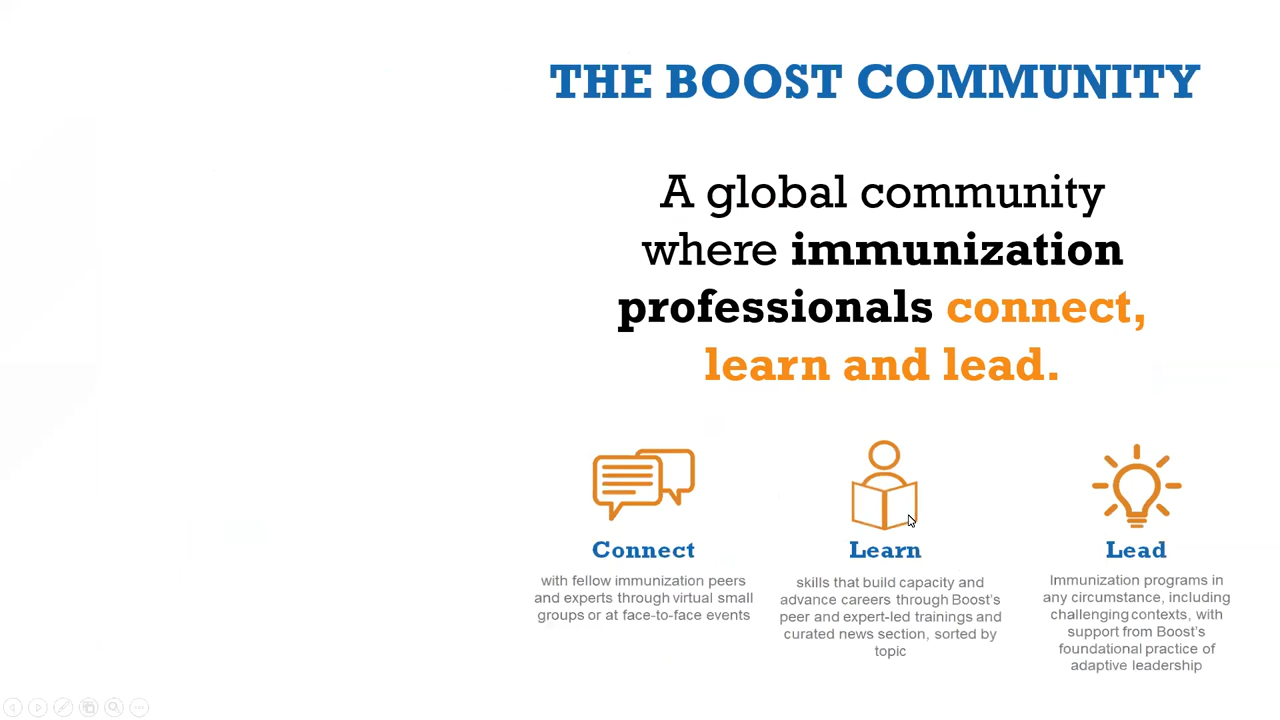 THE BOOST COMMUNITY
A global community
where immunization
professionals connect,
learn and lead.
Connect
with fellow immunization peers
and experts through virtual small
groups or at face-to-face events
Learn
skills that build capacity and
advance careers through Boost's
peer and expert-led trainings and
curated news section, sorted by
topic
Lead
Immunization programs in
any circumstance, including
challenging contexts, with
support from Boost's
foundational practice of
adaptive leadership